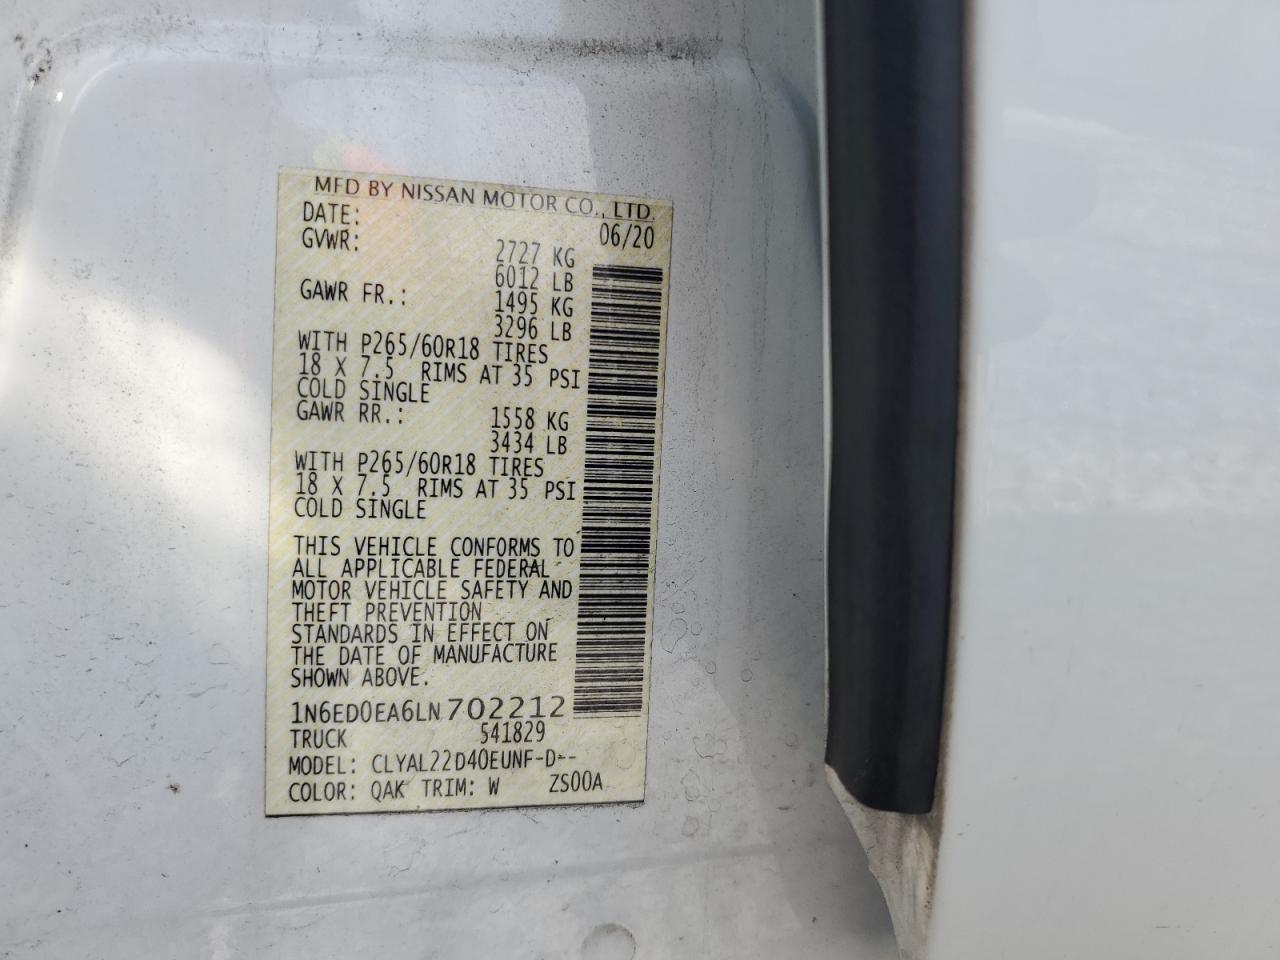 MFD BY NISSAN MOTOR CO., LTD.
DATE: 06/20
GVWR: 2727 KG
6012 LB
GAWR FR.: 1495 KG
3296 LB
WITH P265/60R18 TIRES
18 X 7.5 RIMS AT 35 PSI
COLD SINGLE
GAWR RR.: 1558 KG
3434 LB
WITH P265/60R18 TIRES
18 X 7.5 RIMS AT 35 PSI
COLD SINGLE
THIS VEHICLE CONFORMS TO
ALL APPLICABLE FEDERAL
MOTOR VEHICLE SAFETY AND
THEFT PREVENTION
STANDARDS IN EFFECT ON
THE DATE OF MANUFACTURE
SHOWN ABOVE.
1N6ED0EA6LN702212
TRUCK 541829
MODEL: CLYAL22D40EUNF-D--
COLOR: QAK TRIM: W ZS00A